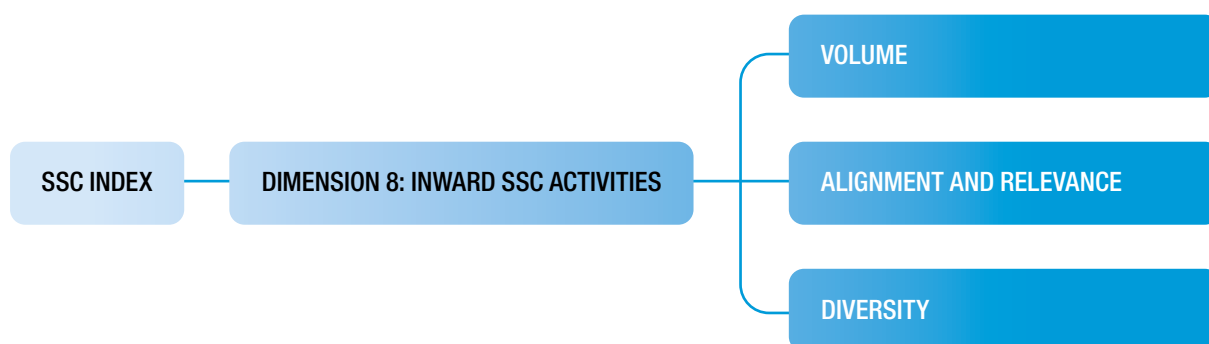 SSC INDEX
DIMENSION 8: INWARD SSC ACTIVITIES
VOLUME
ALIGNMENT AND RELEVANCE
DIVERSITY